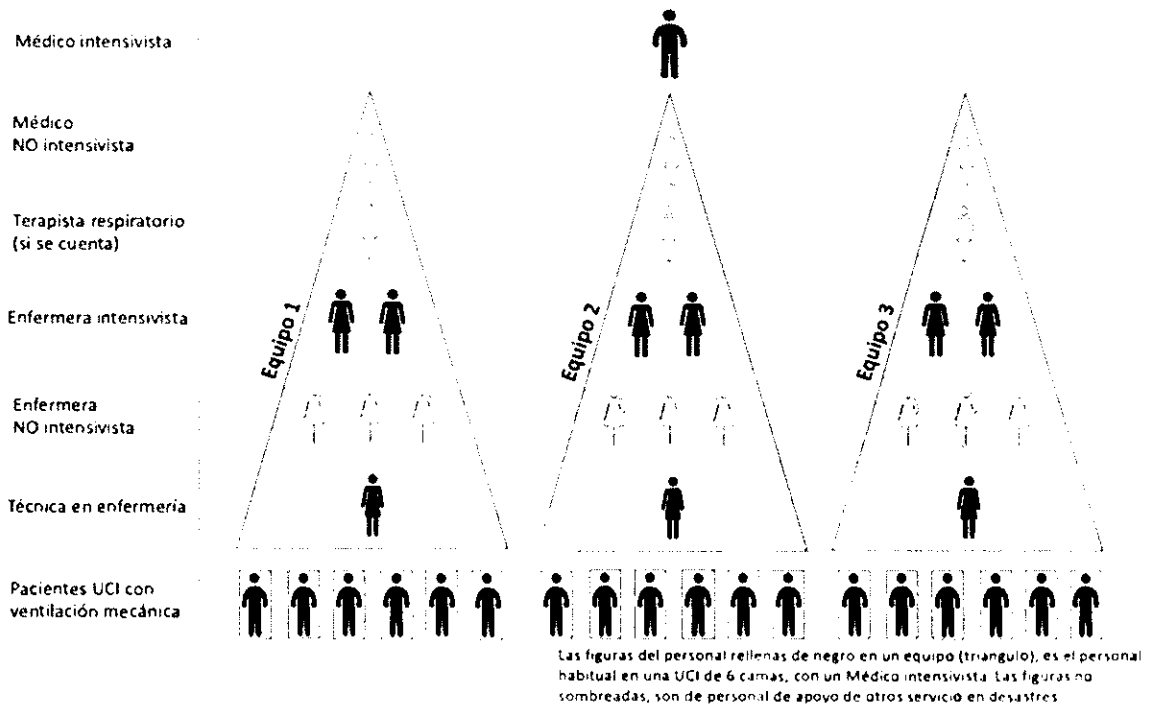 Médico intensivista
Médico
NO intensivista
Terapista respiratorio
(si se cuenta)
Enfermera intensivista
Equipo 1
Equipo 2
Equipo 3
Enfermera
NO intensivista
Técnica en enfermería
Pacientes UCI con
ventilación mecánica
Las figuras del personal rellenas de negro en un equipo (triangulo), es el personal
habitual en una UCI de 6 camas, con un Médico intensivista. Las figuras no
sombreadas, son de personal de apoyo de otros servicio en desastres